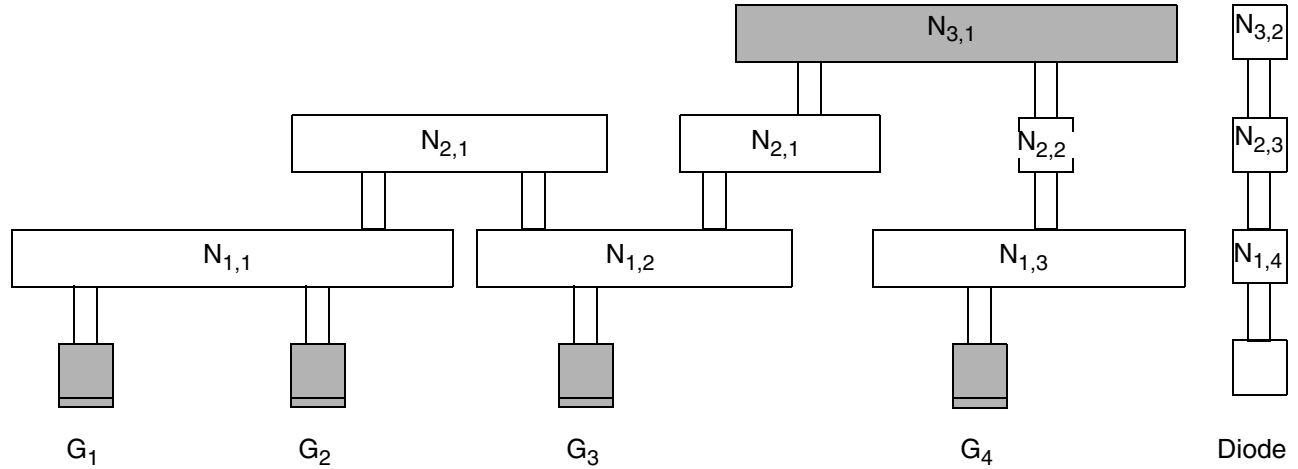 N3,1
N3,2
N2,1
N2,1
N2,2
N2,3
N1,1
N1,2
N1,3
N1,4
G1
G2
G3
G4
Diode